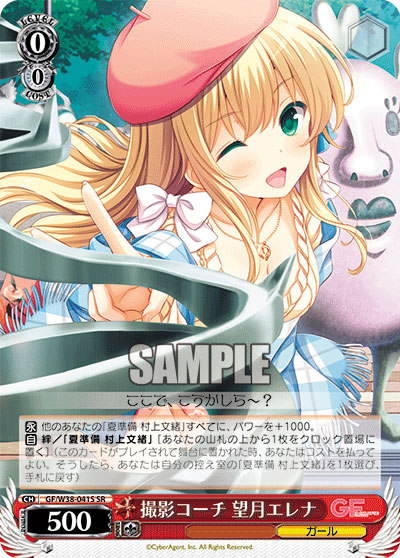 LEVEL
0
0
COST
SAMPLE
ここで、こうかしら～？
永 他のあなたの「夏準備 村上文緒」すべてに、パワーを＋1000。
自 絆／「夏準備 村上文緒」［あなたの山札の上から1枚をクロック置場に
置く］（このカードがプレイされて舞台に置かれた時、あなたはコストを払って
よい。そうしたら、あなたは自分の控え室の「夏準備 村上文緒」を1枚選び、
手札に戻す）
CH GF/W38-041S SR
500
撮影コーチ 望月エレナ
GF
ガール
©CyberAgent, Inc. All Rights Reserved.